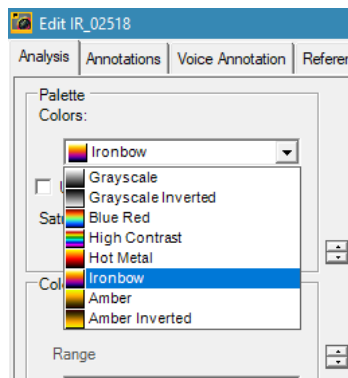 Edit IR_02518
Analysis Annotations Voice Annotation
Palette
Colors:
Ironbow
Grayscale
Grayscale Inverted
Blue Red
High Contrast
Hot Metal
Ironbow
Amber
Amber Inverted
Range